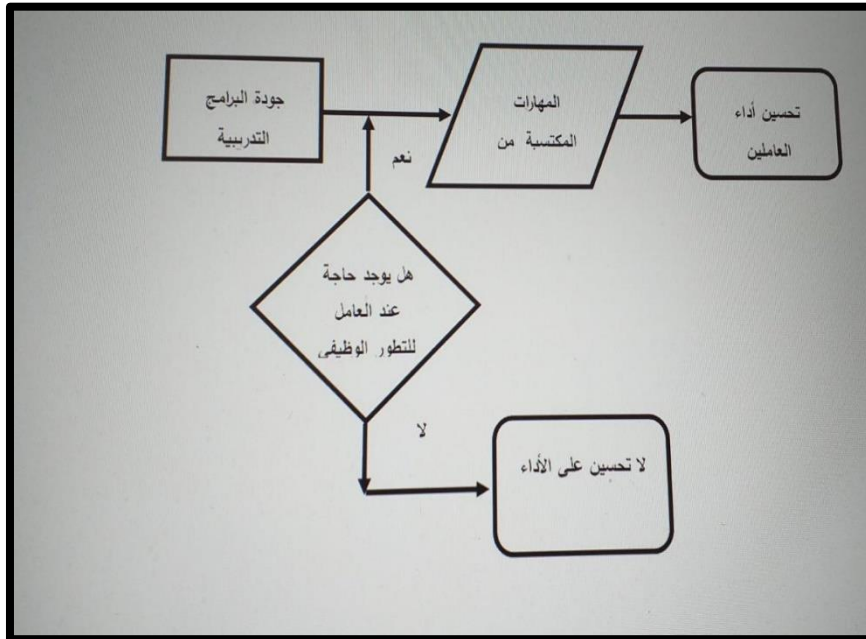 جودة البرامج
التدريبية
المهارات
المكتسبة من
تحسين أداء
العاملين
نعم
هل يوجد حاجة
عند العامل
للتطور الوظيفي
لا
لا تحسين على الأداء